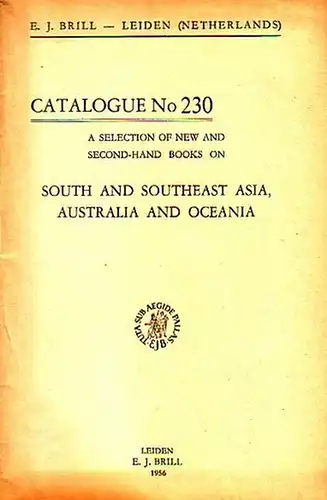 E. J. BRILL — LEIDEN (NETHERLANDS)
CATALOGUE No 230
A SELECTION OF NEW AND
SECOND-HAND BOOKS ON
SOUTH AND SOUTHEAST ASIA,
AUSTRALIA AND OCEANIA
TUTA SUB AEGIDE PALLAS
EJB
LEIDEN
E. J. BRILL
1956